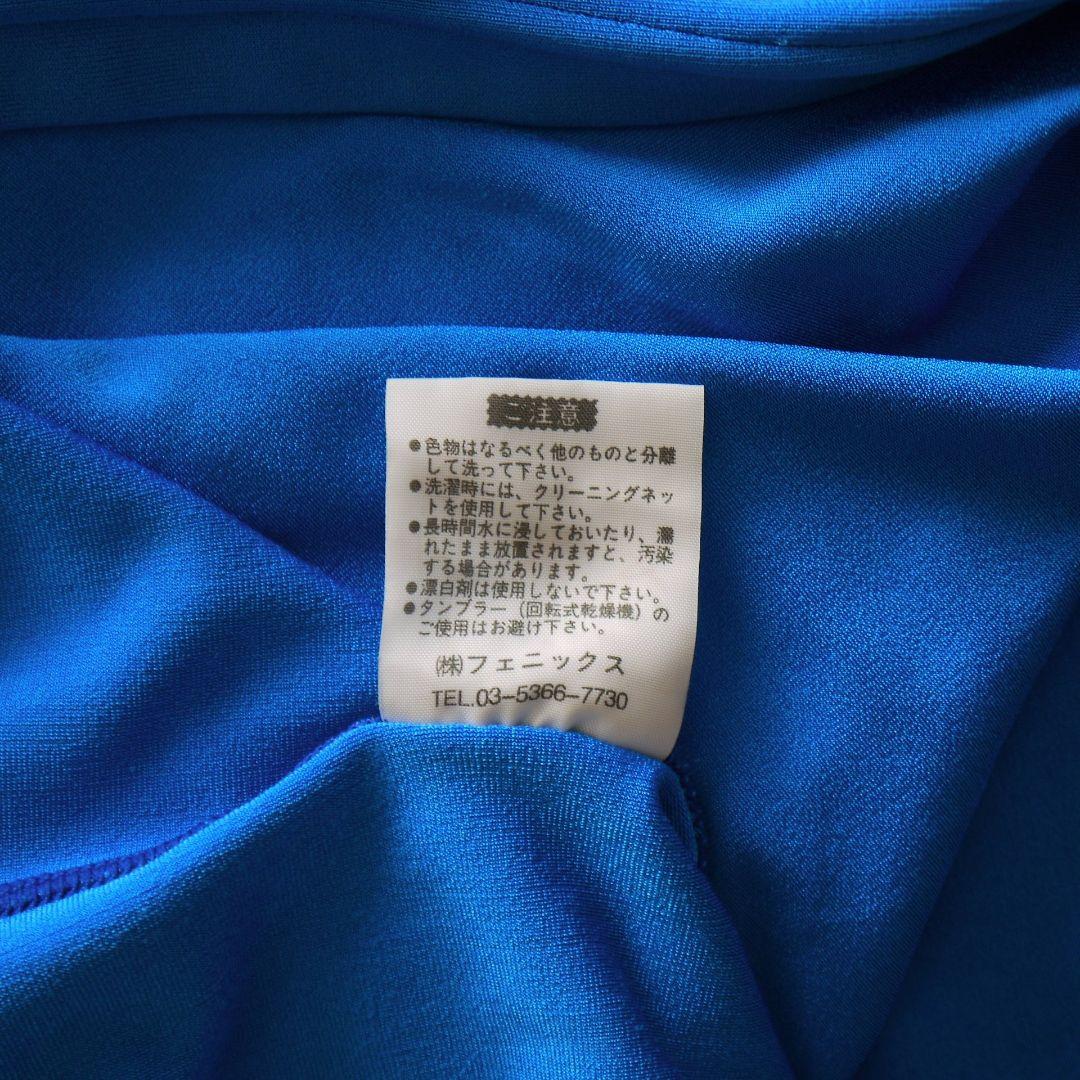 ご注意
●色物はなるべく他のものと分離
して洗って下さい。
●洗濯時には、クリーニングネッ
トを使用して下さい。
●長時間水に浸しておいたり、濡
れたまま放置されますと、汚染
する場合があります。
●漂白剤は使用しないで下さい。
●タンブラー（回転式乾燥機）の
ご使用はお避け下さい。
㈱フェニックス
TEL.03-5366-7730